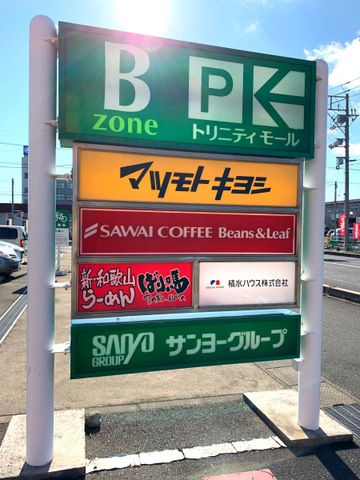 B
zone
P
トリニティモール
マツモトキヨシ
SAWAI COFFEE Beans & Leaf
新・和歌山
らーめん
ばり馬
積水ハウス株式会社
SANYO
GROUP
サンヨーグループ